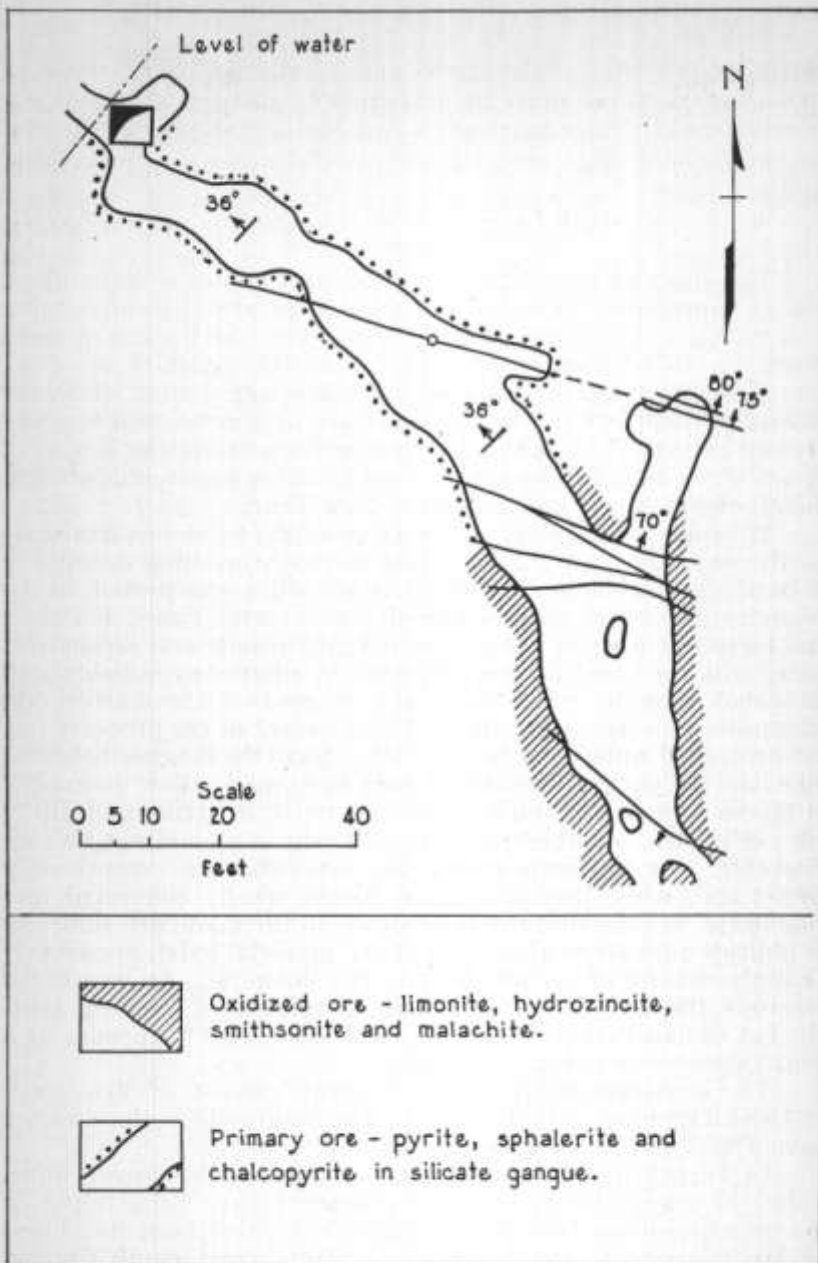 Level of water
N
36°
36°
80°
75°
70°
Scale
0 5 10 20 40
Feet
Oxidized ore - limonite, hydrozincite,
smithsonite and malachite.
Primary ore - pyrite, sphalerite and
chalcopyrite in silicate gangue.